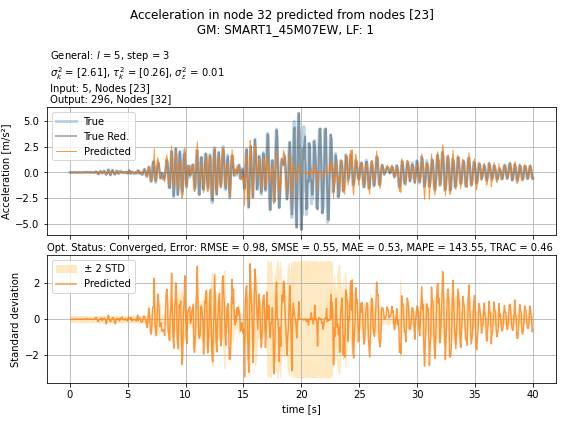 Acceleration in node 32 predicted from nodes [23]
GM: SMART1_45M07EW, LF: 1
General: l = 5, step = 3
σ²ₖ = [2.61], τ²ₖ = [0.26], σ²ε = 0.01
Input: 5, Nodes [23]
Output: 296, Nodes [32]
Acceleration [m/s²]
5.0
2.5
0.0
−2.5
−5.0
True
True Red.
Predicted
Opt. Status: Converged, Error: RMSE = 0.98, SMSE = 0.55, MAE = 0.53, MAPE = 143.55, TRAC = 0.46
Standard deviation
2
0
−2
± 2 STD
Predicted
0 5 10 15 20 25 30 35 40
time [s]